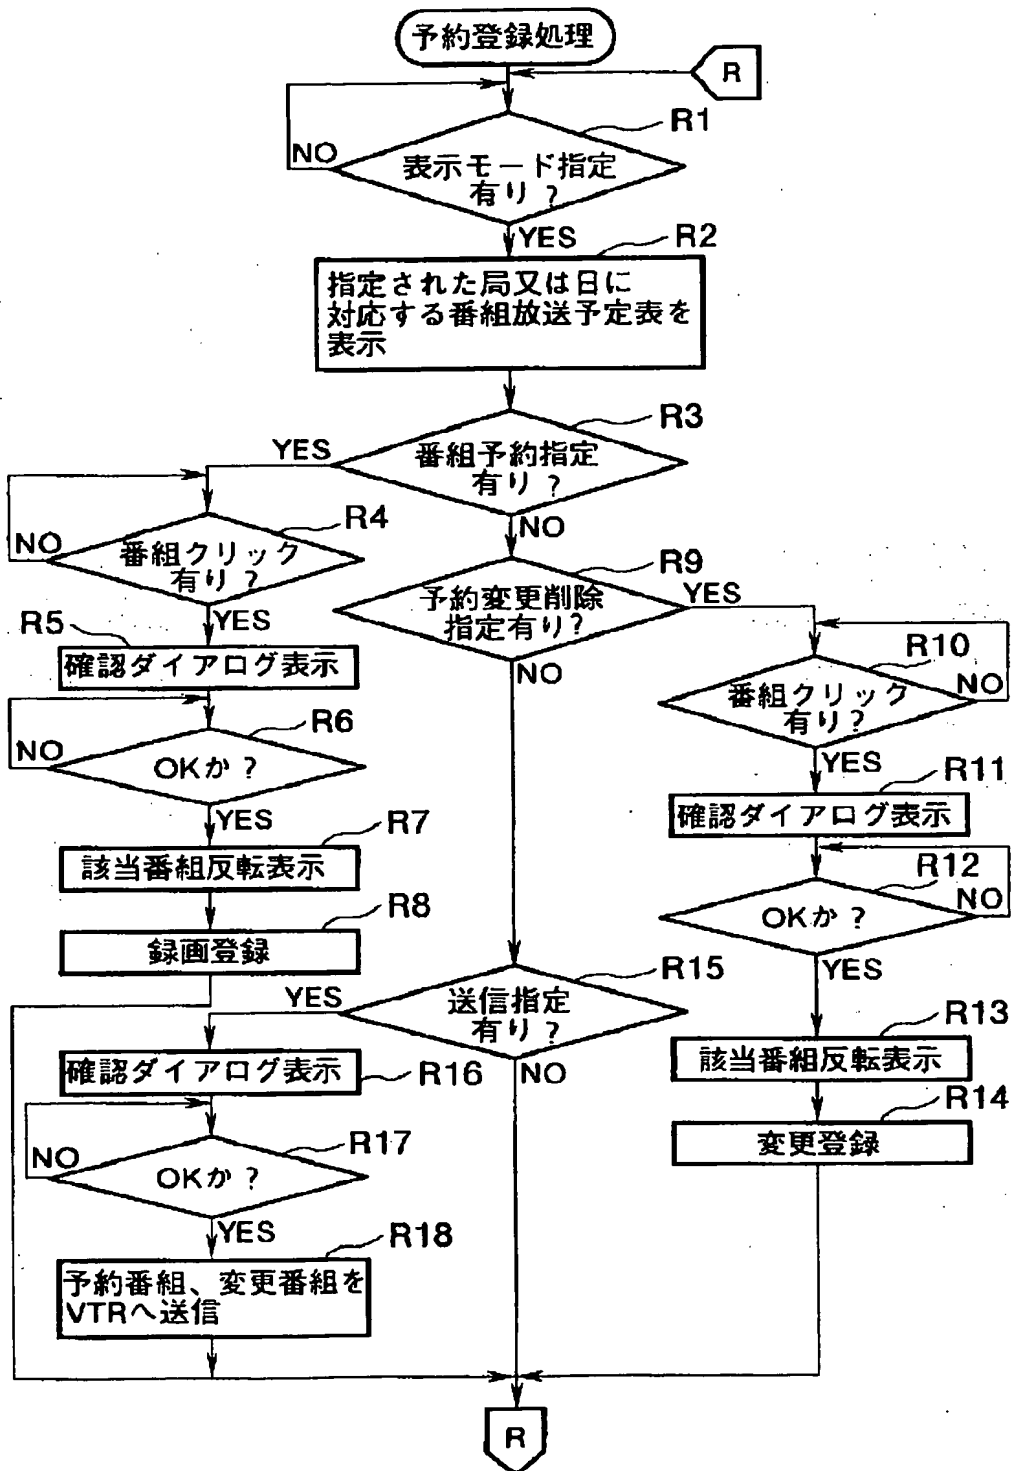 予約登録処理
R
R1
NO
表示モード指定
有り?
YES
R2
指定された局又は日に
対応する番組放送予定表を
表示
R3
YES
番組予約指定
有り?
NO
R4
NO
番組クリック
有り?
YES
R5
確認ダイアログ表示
R6
NO
OKか?
YES
R7
該当番組反転表示
R8
録画登録
R9
YES
予約変更削除
指定有り?
NO
R10
NO
番組クリック
有り?
YES
R11
確認ダイアログ表示
R12
NO
OKか?
YES
R13
該当番組反転表示
R14
変更登録
R15
YES
送信指定
有り?
NO
確認ダイアログ表示
R16
R17
NO
OKか?
YES
R18
予約番組、変更番組を
VTRへ送信
R